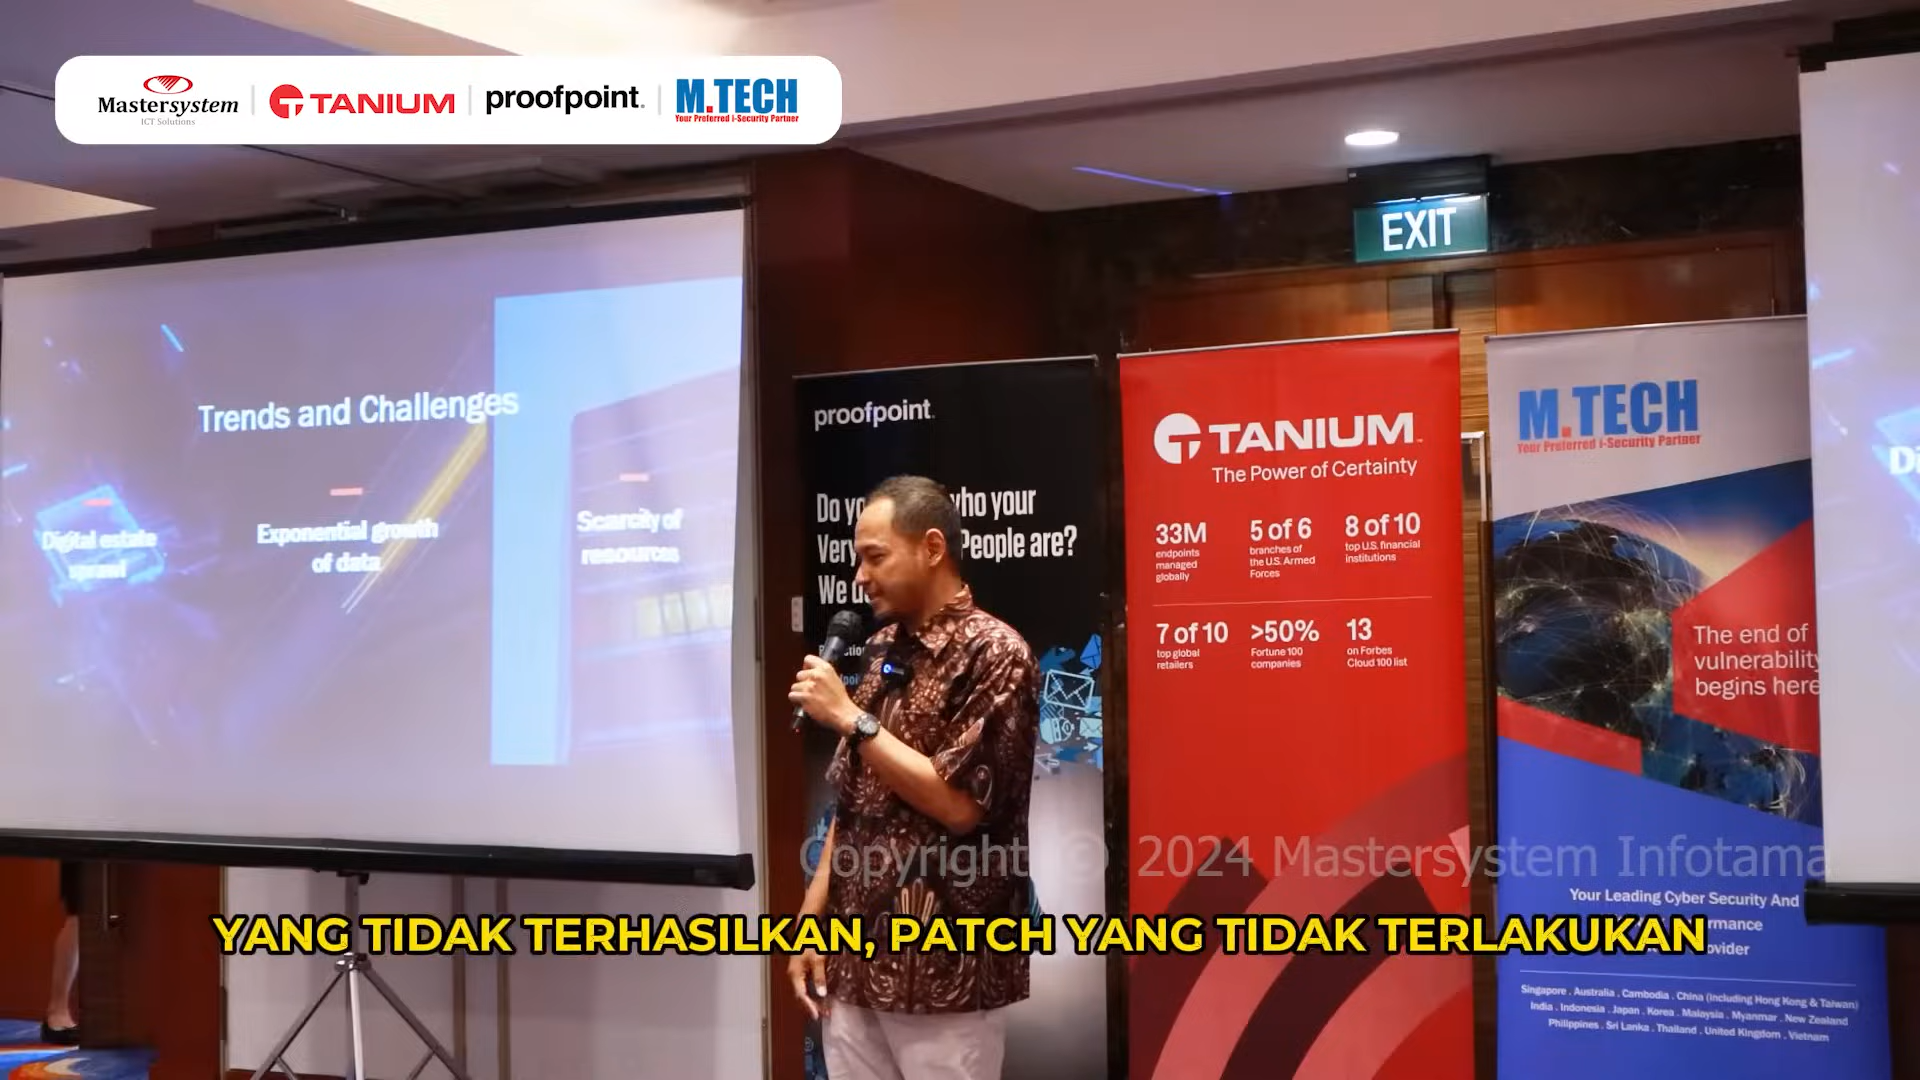 Mastersystem
ICT Solutions
TANIUM
proofpoint.
M.TECH
Your Preferred i-Security Partner
EXIT
Trends and Challenges
Digital estate
sprawl
Exponential growth
of data
Scarcity of
resources
proofpoint.
Do who your
Very People are?
We
TANIUM
The Power of Certainty
33M
endpoints
managed
globally
5 of 6
branches of
the U.S. Armed
Forces
8 of 10
top U.S. financial
institutions
7 of 10
top global
retailers
>50%
Fortune 100
companies
13
on Forbes
Cloud 100 list
M.TECH
Your Preferred i-Security Partner
The end of
vulnerability
begins here
Copyright © 2024 Mastersystem Infotama
YANG TIDAK TERHASILKAN, PATCH YANG TIDAK TERLAKUKAN
Your Leading Cyber Security And
Singapore . Australia . Cambodia . China (including Hong Kong & Taiwan)
India . Indonesia . Japan . Korea . Malaysia . Myanmar . New Zealand
Philippines . Sri Lanka . Thailand . United Kingdom . Vietnam